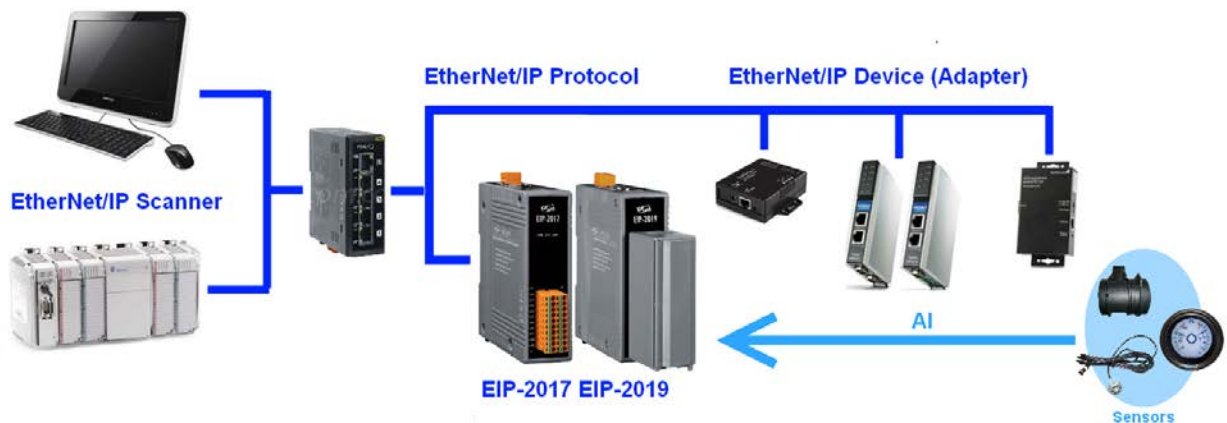 EtherNet/IP Protocol
EtherNet/IP Device (Adapter)
EtherNet/IP Scanner
EIP-2017
EIP-2019
AI
EIP-2017 EIP-2019
Sensors